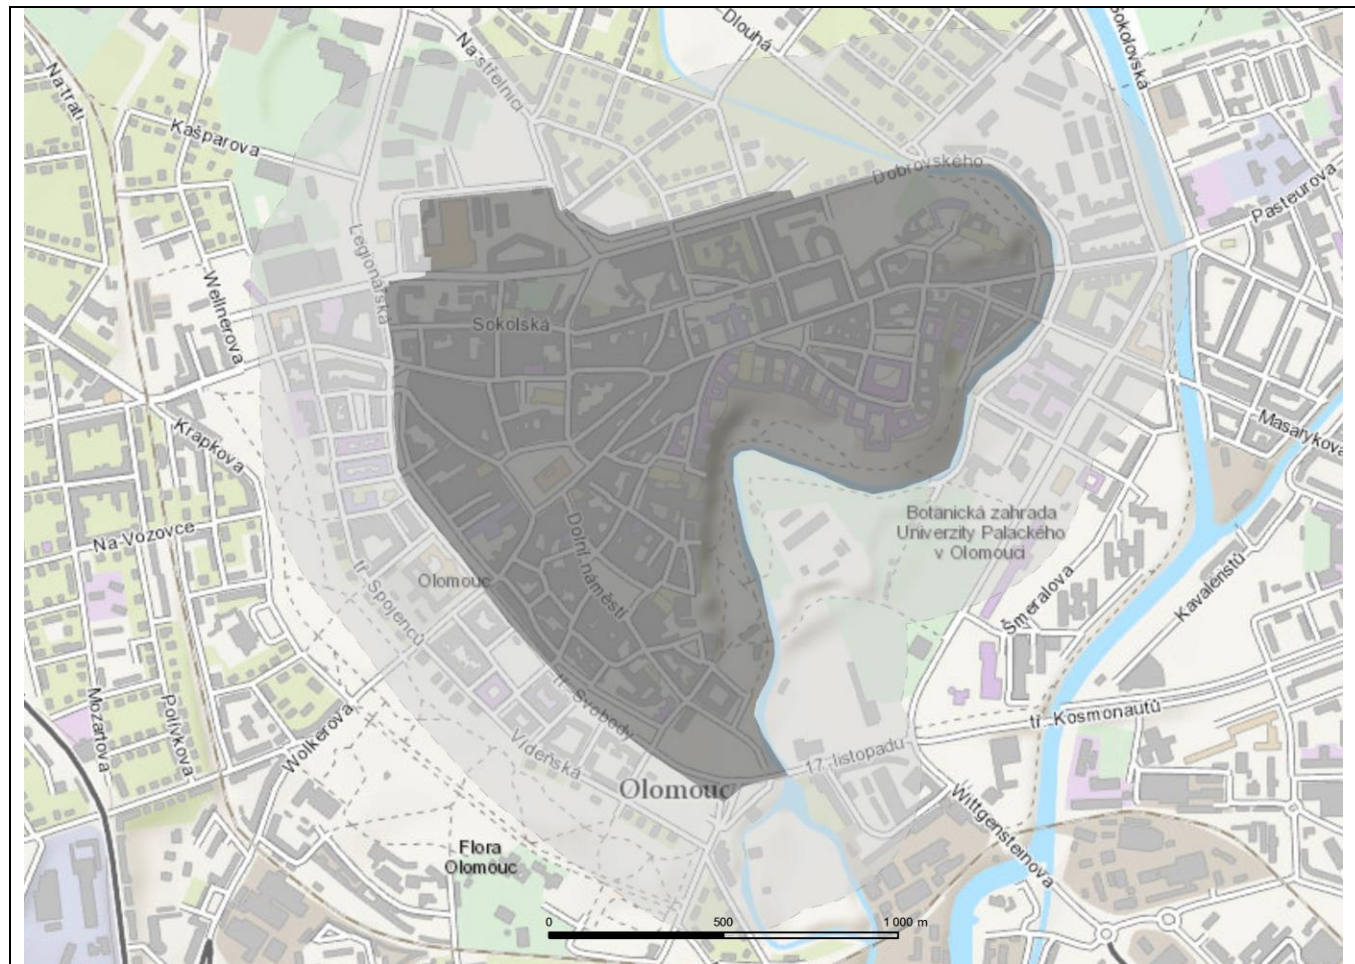 Dlouhá
Sokolovská
Na střelnici
Na trati
Kašparova
Dobrovského
Pasteurova
Legionářská
Wellnerova
Sokolská
Masarykova
Krapkova
Botanická zahrada
Univerzity Palackého
v Olomouci
Na Vozovce
Dolní náměstí
Olomouc
tř. Spojenců
Šmeralova
Kavaleristů
Mozartova
Polívkova
Wolkerova
tř. Svobody
Vídeňská
tř. Kosmonautů
17. listopadu
Olomouc
Wittgensteinova
Flora
Olomouc
0 500 1 000 m